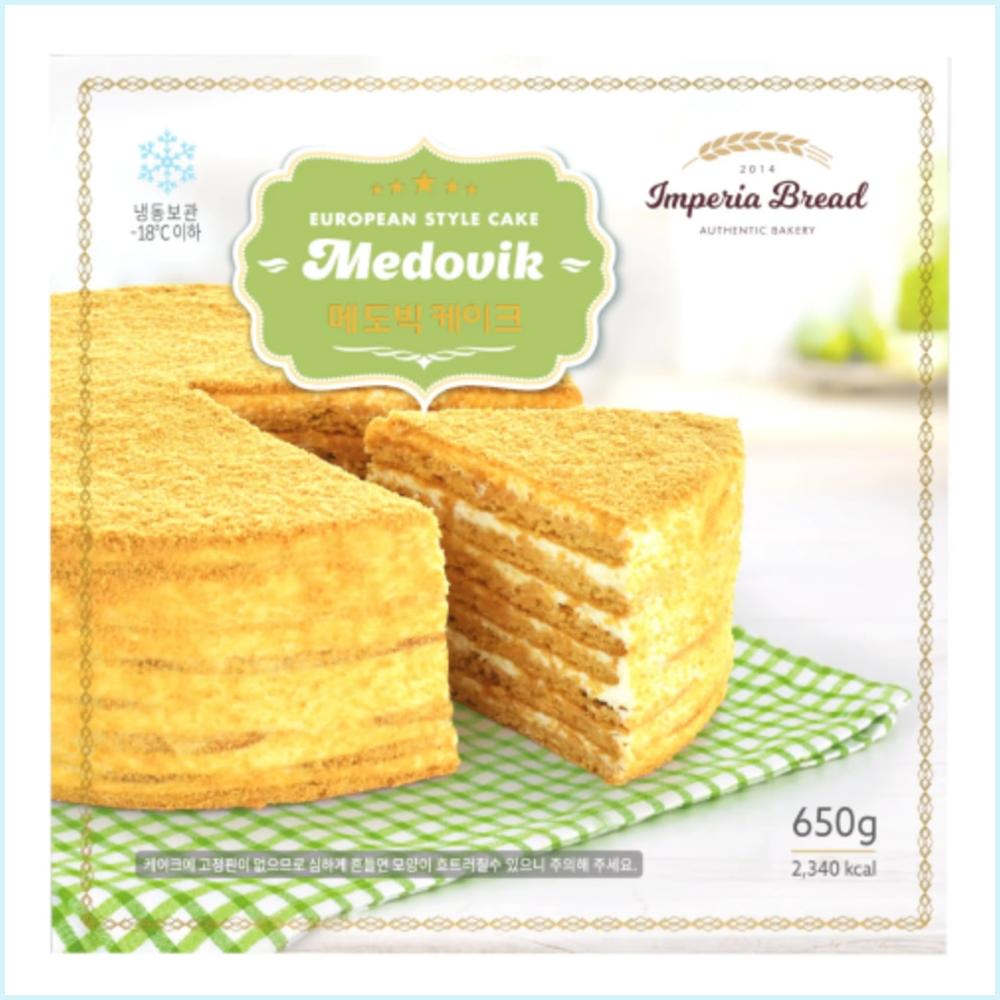 냉동보관
-18℃이하
EUROPEAN STYLE CAKE
Medovik
메도빅 케이크
2014
Imperia Bread
AUTHENTIC BAKERY
650g
2,340 kcal
케이크에 고정핀이 없으므로 심하게 흔들면 모양이 흐트러질수 있으니 주의해 주세요.